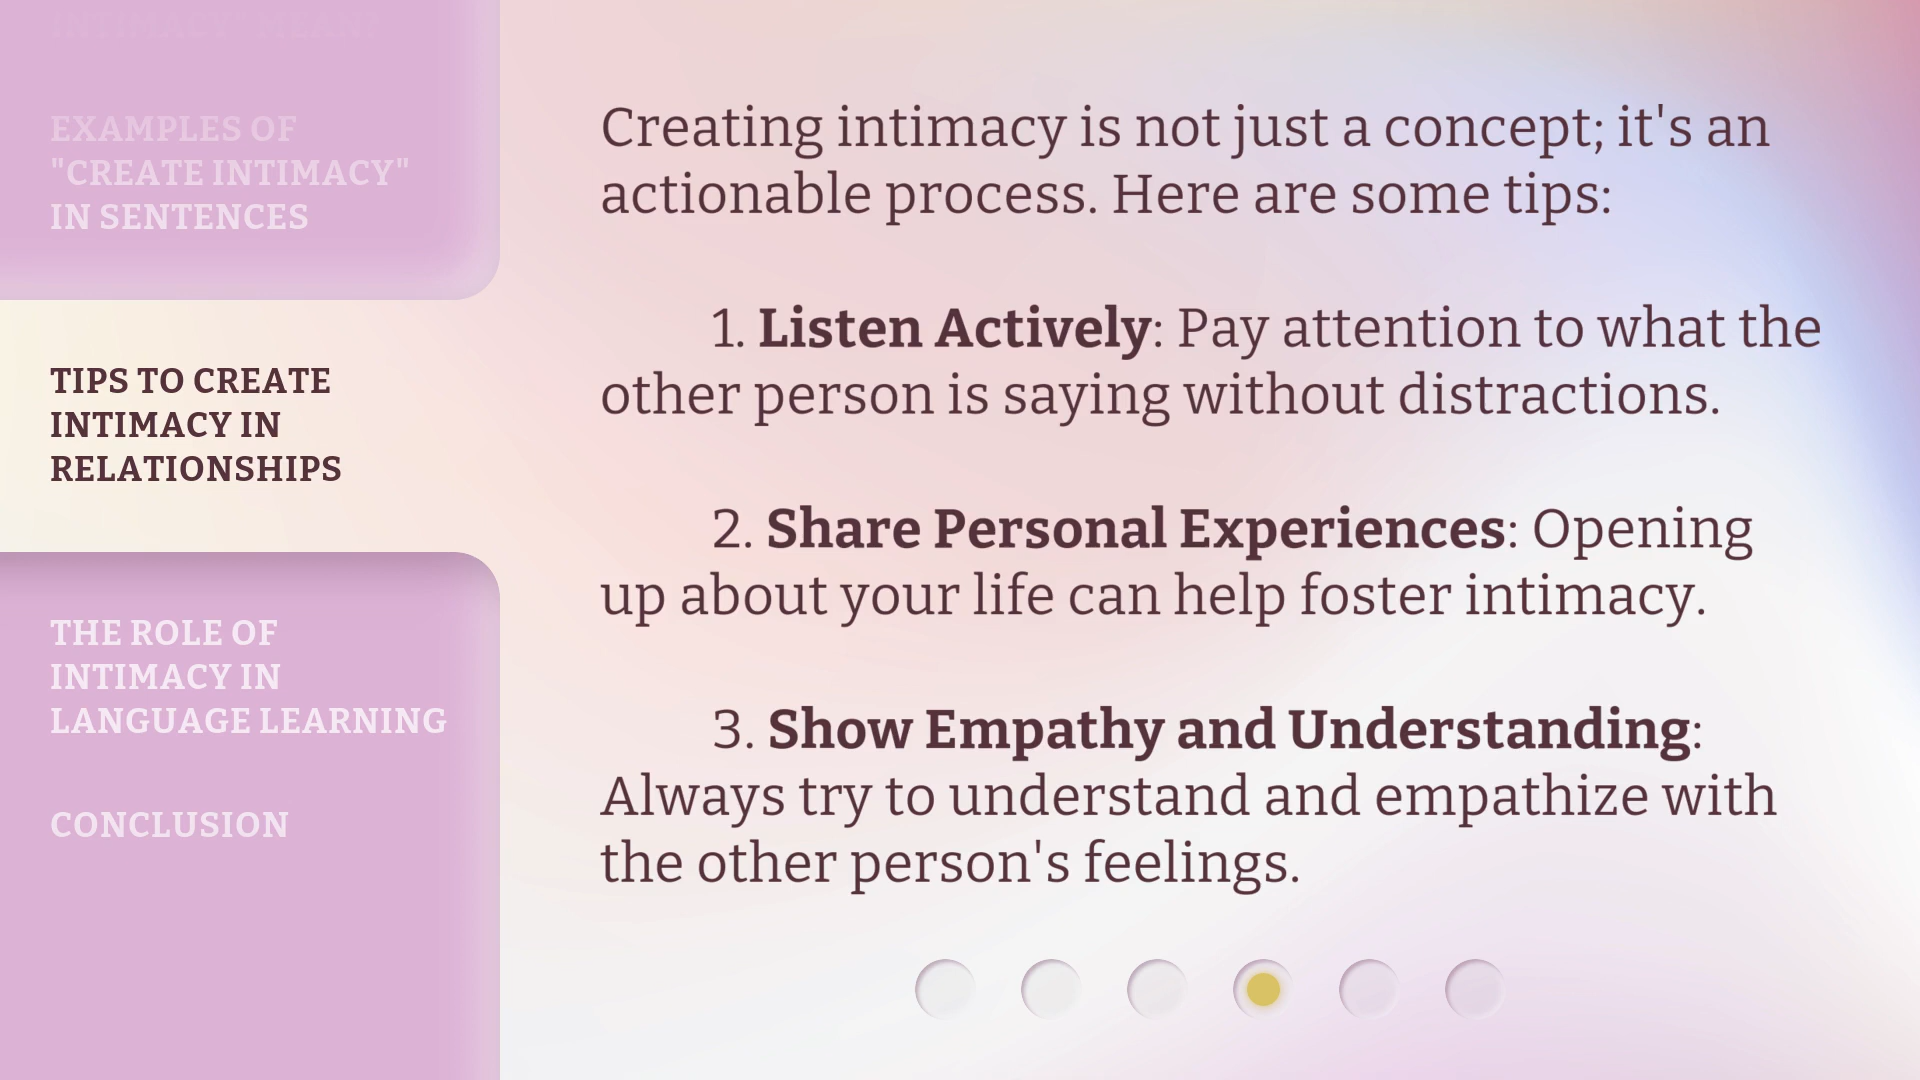 INTIMACY" MEAN?
EXAMPLES OF
"CREATE INTIMACY"
IN SENTENCES
TIPS TO CREATE
INTIMACY IN
RELATIONSHIPS
THE ROLE OF
INTIMACY IN
LANGUAGE LEARNING
CONCLUSION
Creating intimacy is not just a concept; it's an
actionable process. Here are some tips:
1. Listen Actively: Pay attention to what the
other person is saying without distractions.
2. Share Personal Experiences: Opening
up about your life can help foster intimacy.
3. Show Empathy and Understanding:
Always try to understand and empathize with
the other person's feelings.